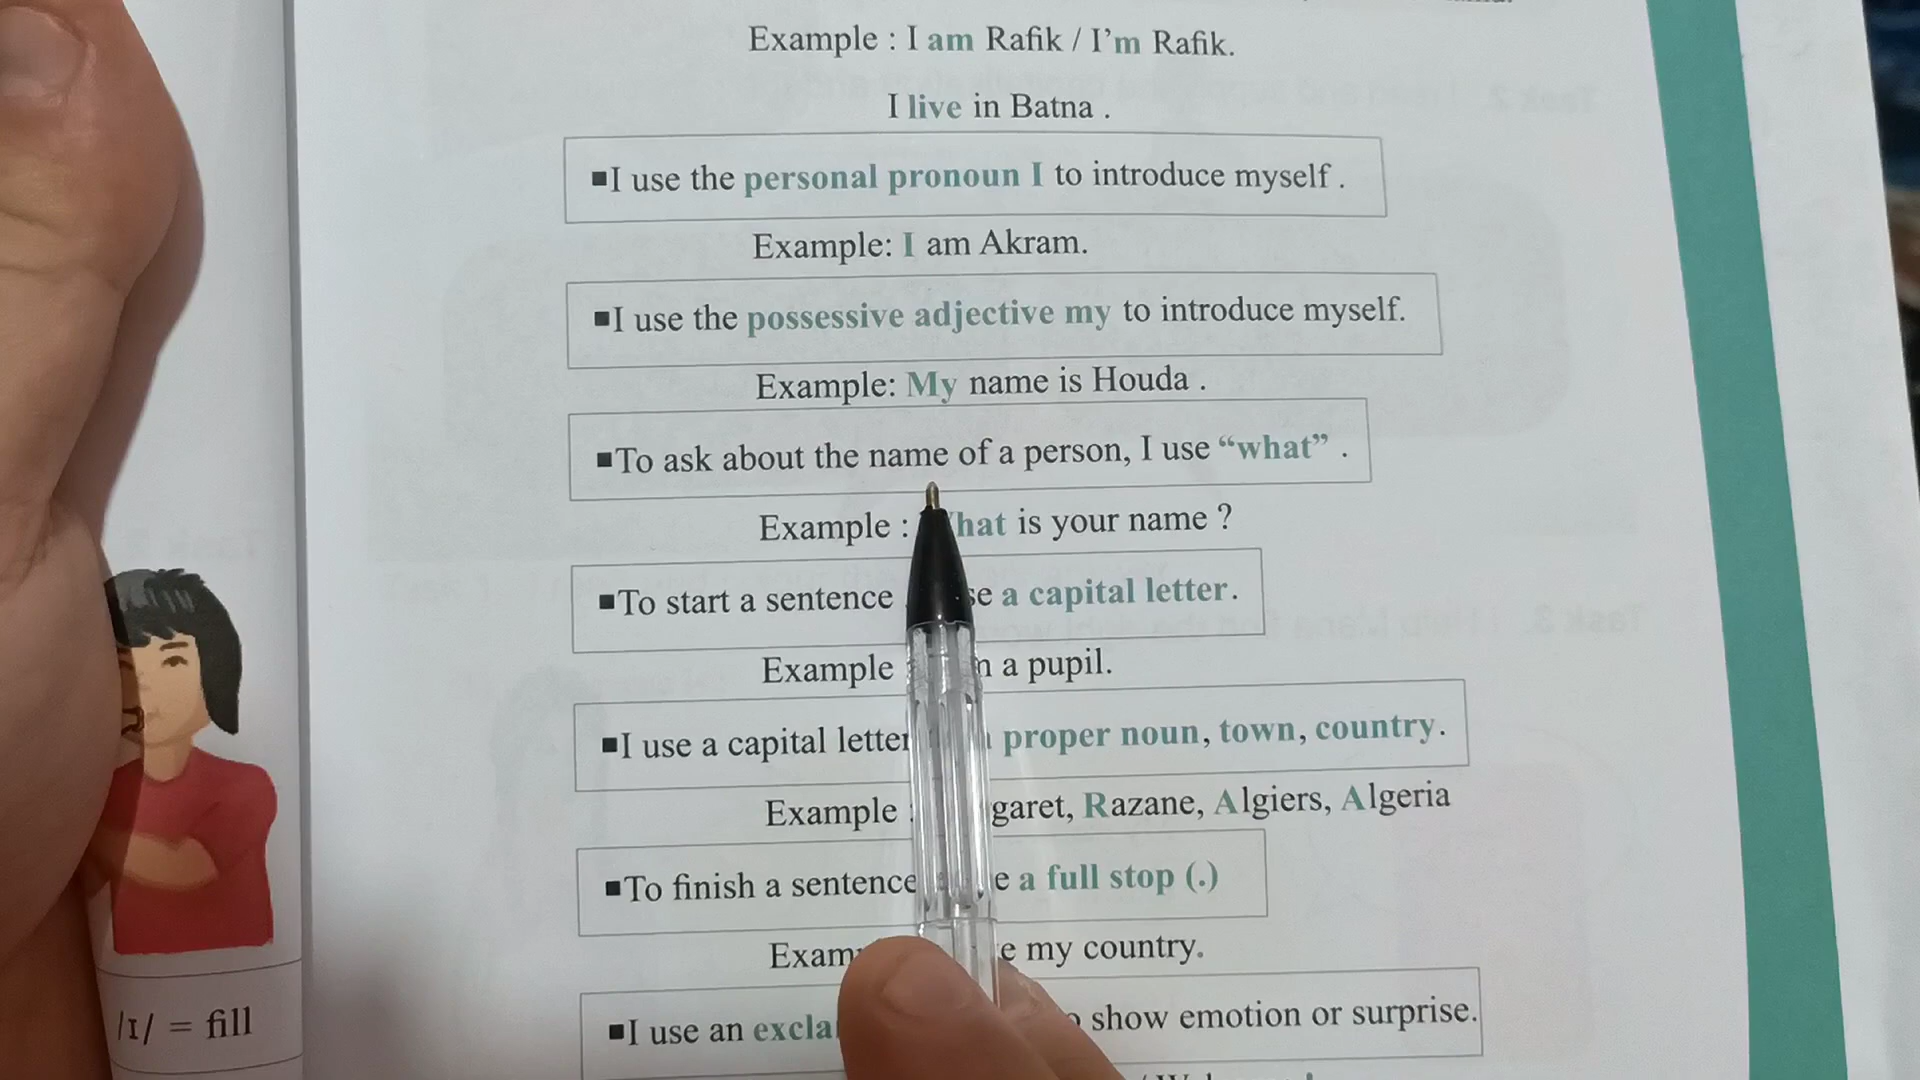 Example : I am Rafik / I'm Rafik.
I live in Batna .
▪I use the personal pronoun I to introduce myself .
Example: I am Akram.
▪I use the possessive adjective my to introduce myself.
Example: My name is Houda .
▪To ask about the name of a person, I use “what” .
Example : hat is your name ?
▪To start a sentence se a capital letter.
Example a pupil.
▪I use a capital letter proper noun, town, country.
Example : garet, Razane, Algiers, Algeria
▪To finish a sentence a full stop (.)
Exam my country.
▪I use an excla show emotion or surprise.
/ɪ/ = fill